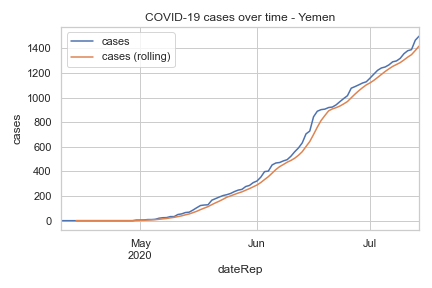 COVID-19 cases over time - Yemen
cases
cases (rolling)
1400
1200
1000
800
600
400
200
0
cases
May
2020
Jun
Jul
dateRep